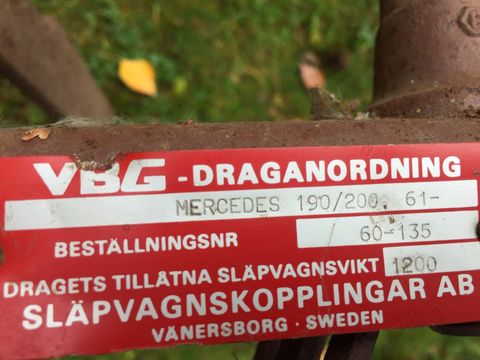 VBG - DRAGANORDNING
MERCEDES 190/200. 61-
BESTÄLLNINGSNR 60-135
DRAGETS TILLÅTNA SLÄPVAGNSVIKT 1200
SLÄPVAGNSKOPPLINGAR AB
VÄNERSBORG · SWEDEN